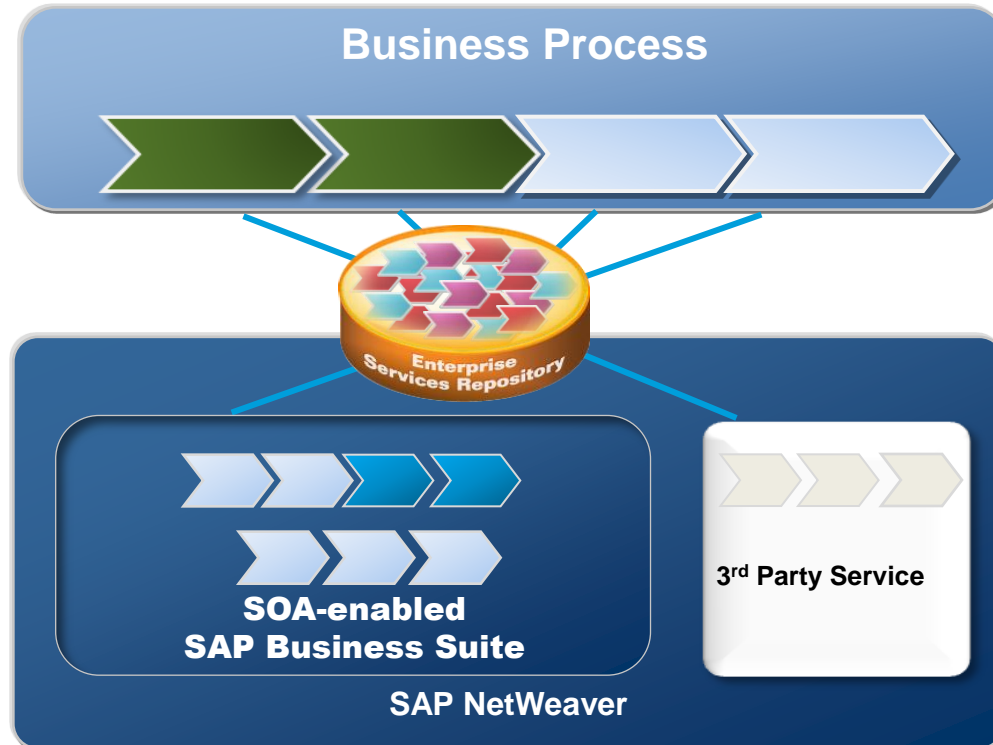 Business Process
Enterprise
Services Repository
SOA-enabled
SAP Business Suite
3rd Party Service
SAP NetWeaver